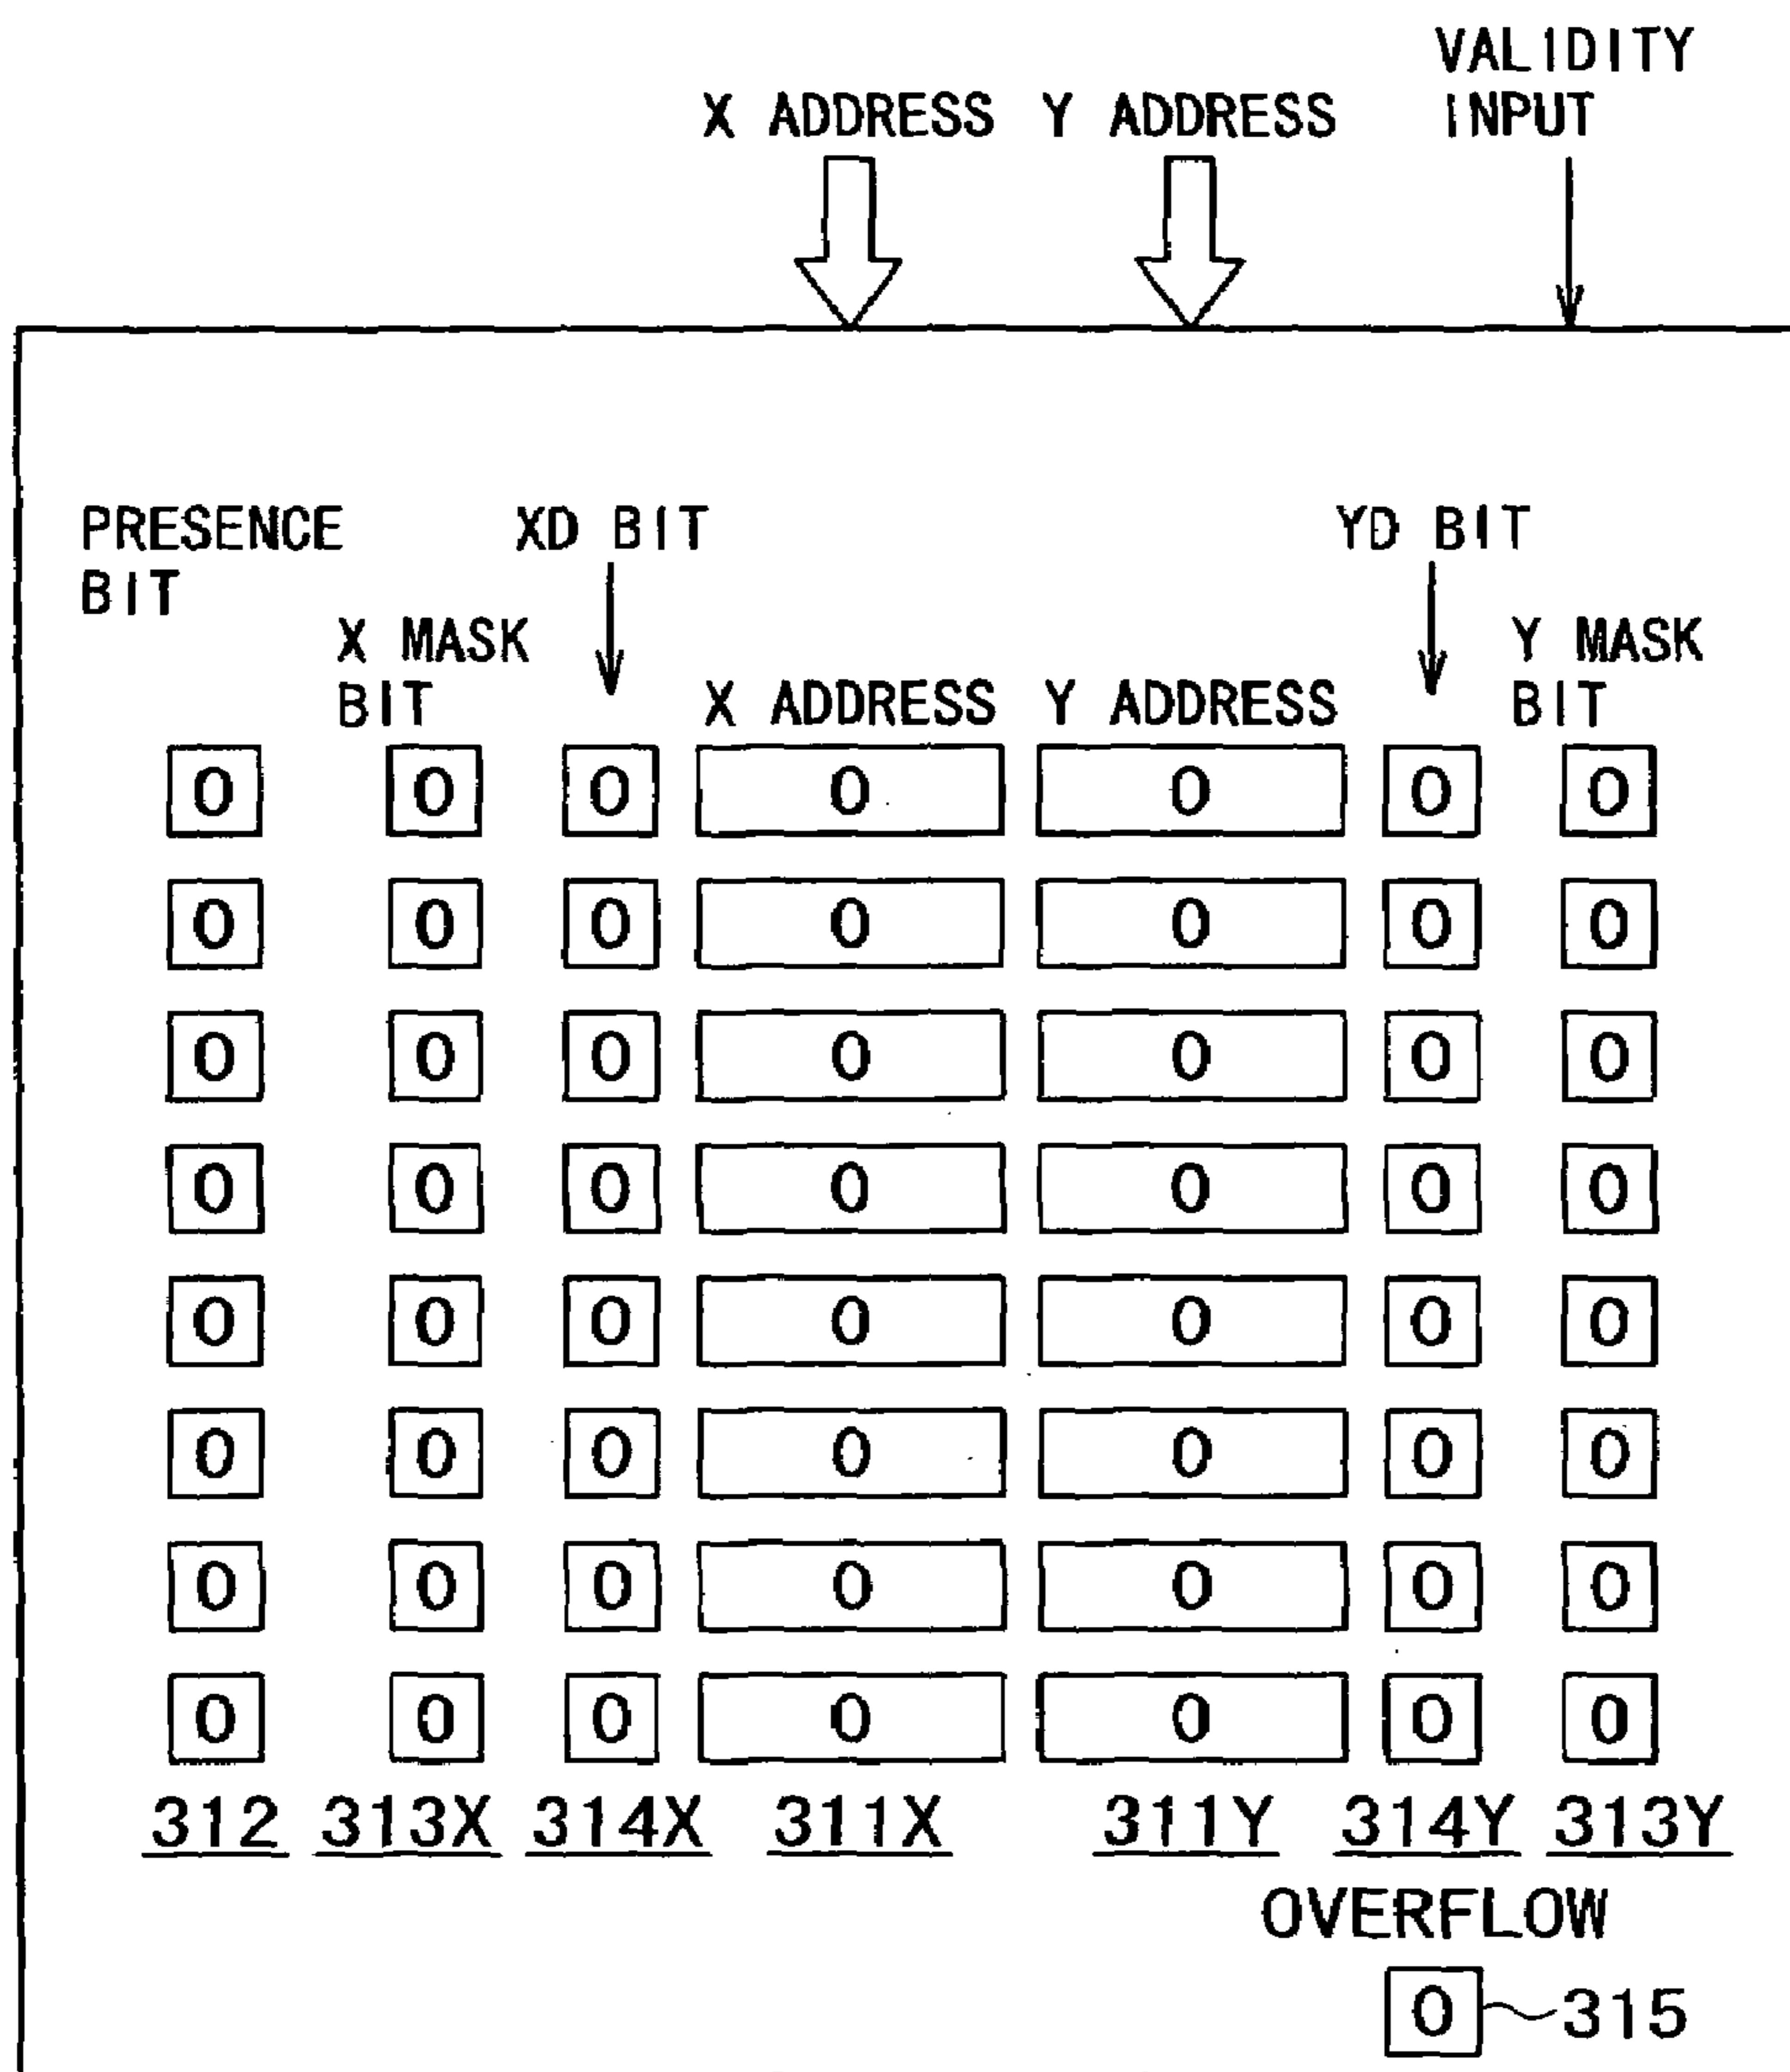 VALIDITY
X ADDRESS Y ADDRESS INPUT
PRESENCE BIT
XD BIT
YD BIT
X MASK BIT
Y MASK BIT
X ADDRESS Y ADDRESS
0 0 0 0 0 0 0
0 0 0 0 0 0 0
0 0 0 0 0 0 0
0 0 0 0 0 0 0
0 0 0 0 0 0 0
0 0 0 0 0 0 0
0 0 0 0 0 0 0
0 0 0 0 0 0 0
312 313X 314X 311X 311Y 314Y 313Y
OVERFLOW
0 315